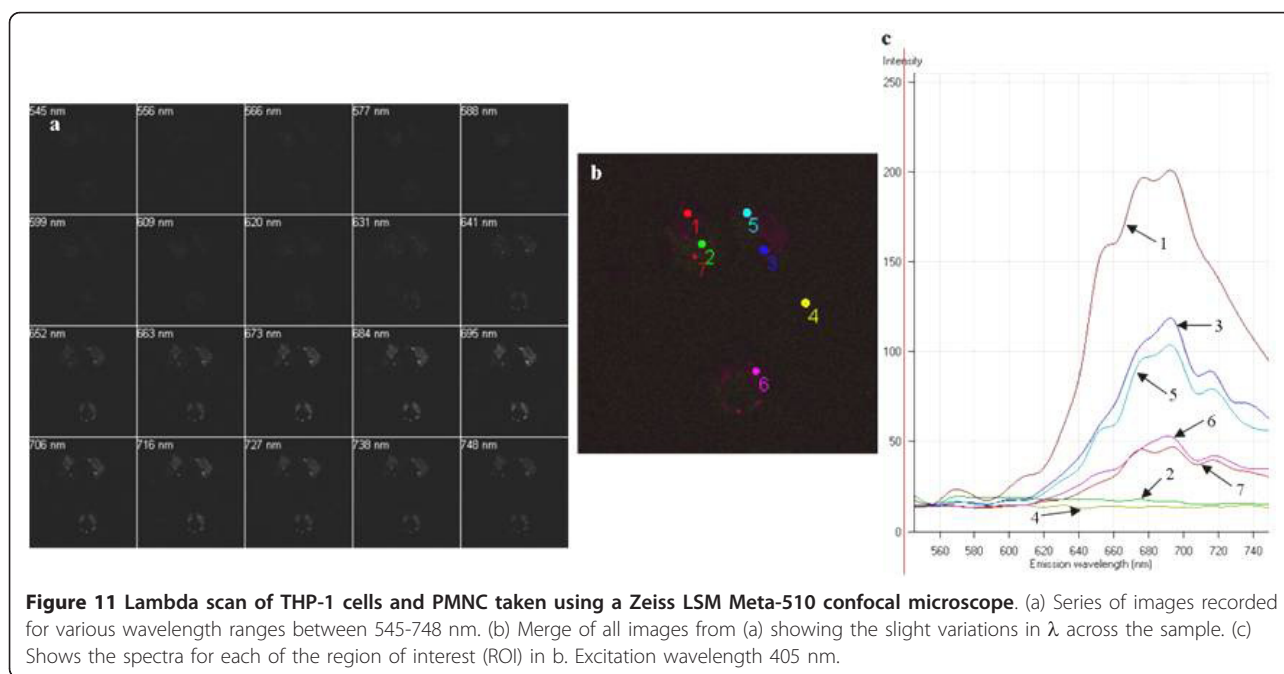 a
545 nm 556 nm 566 nm 577 nm 588 nm
599 nm 609 nm 620 nm 631 nm 641 nm
652 nm 663 nm 673 nm 684 nm 695 nm
706 nm 716 nm 727 nm 738 nm 748 nm
b
1
5
2
3
7
4
6
c
Intensity
250
200
150
100
50
0
1
3
5
6
2
7
4
560 580 600 620 640 660 680 700 720 740
Emission wavelength (nm)
Figure 11 Lambda scan of THP-1 cells and PMNC taken using a Zeiss LSM Meta-510 confocal microscope. (a) Series of images recorded
for various wavelength ranges between 545-748 nm. (b) Merge of all images from (a) showing the slight variations in λ across the sample. (c)
Shows the spectra for each of the region of interest (ROI) in b. Excitation wavelength 405 nm.